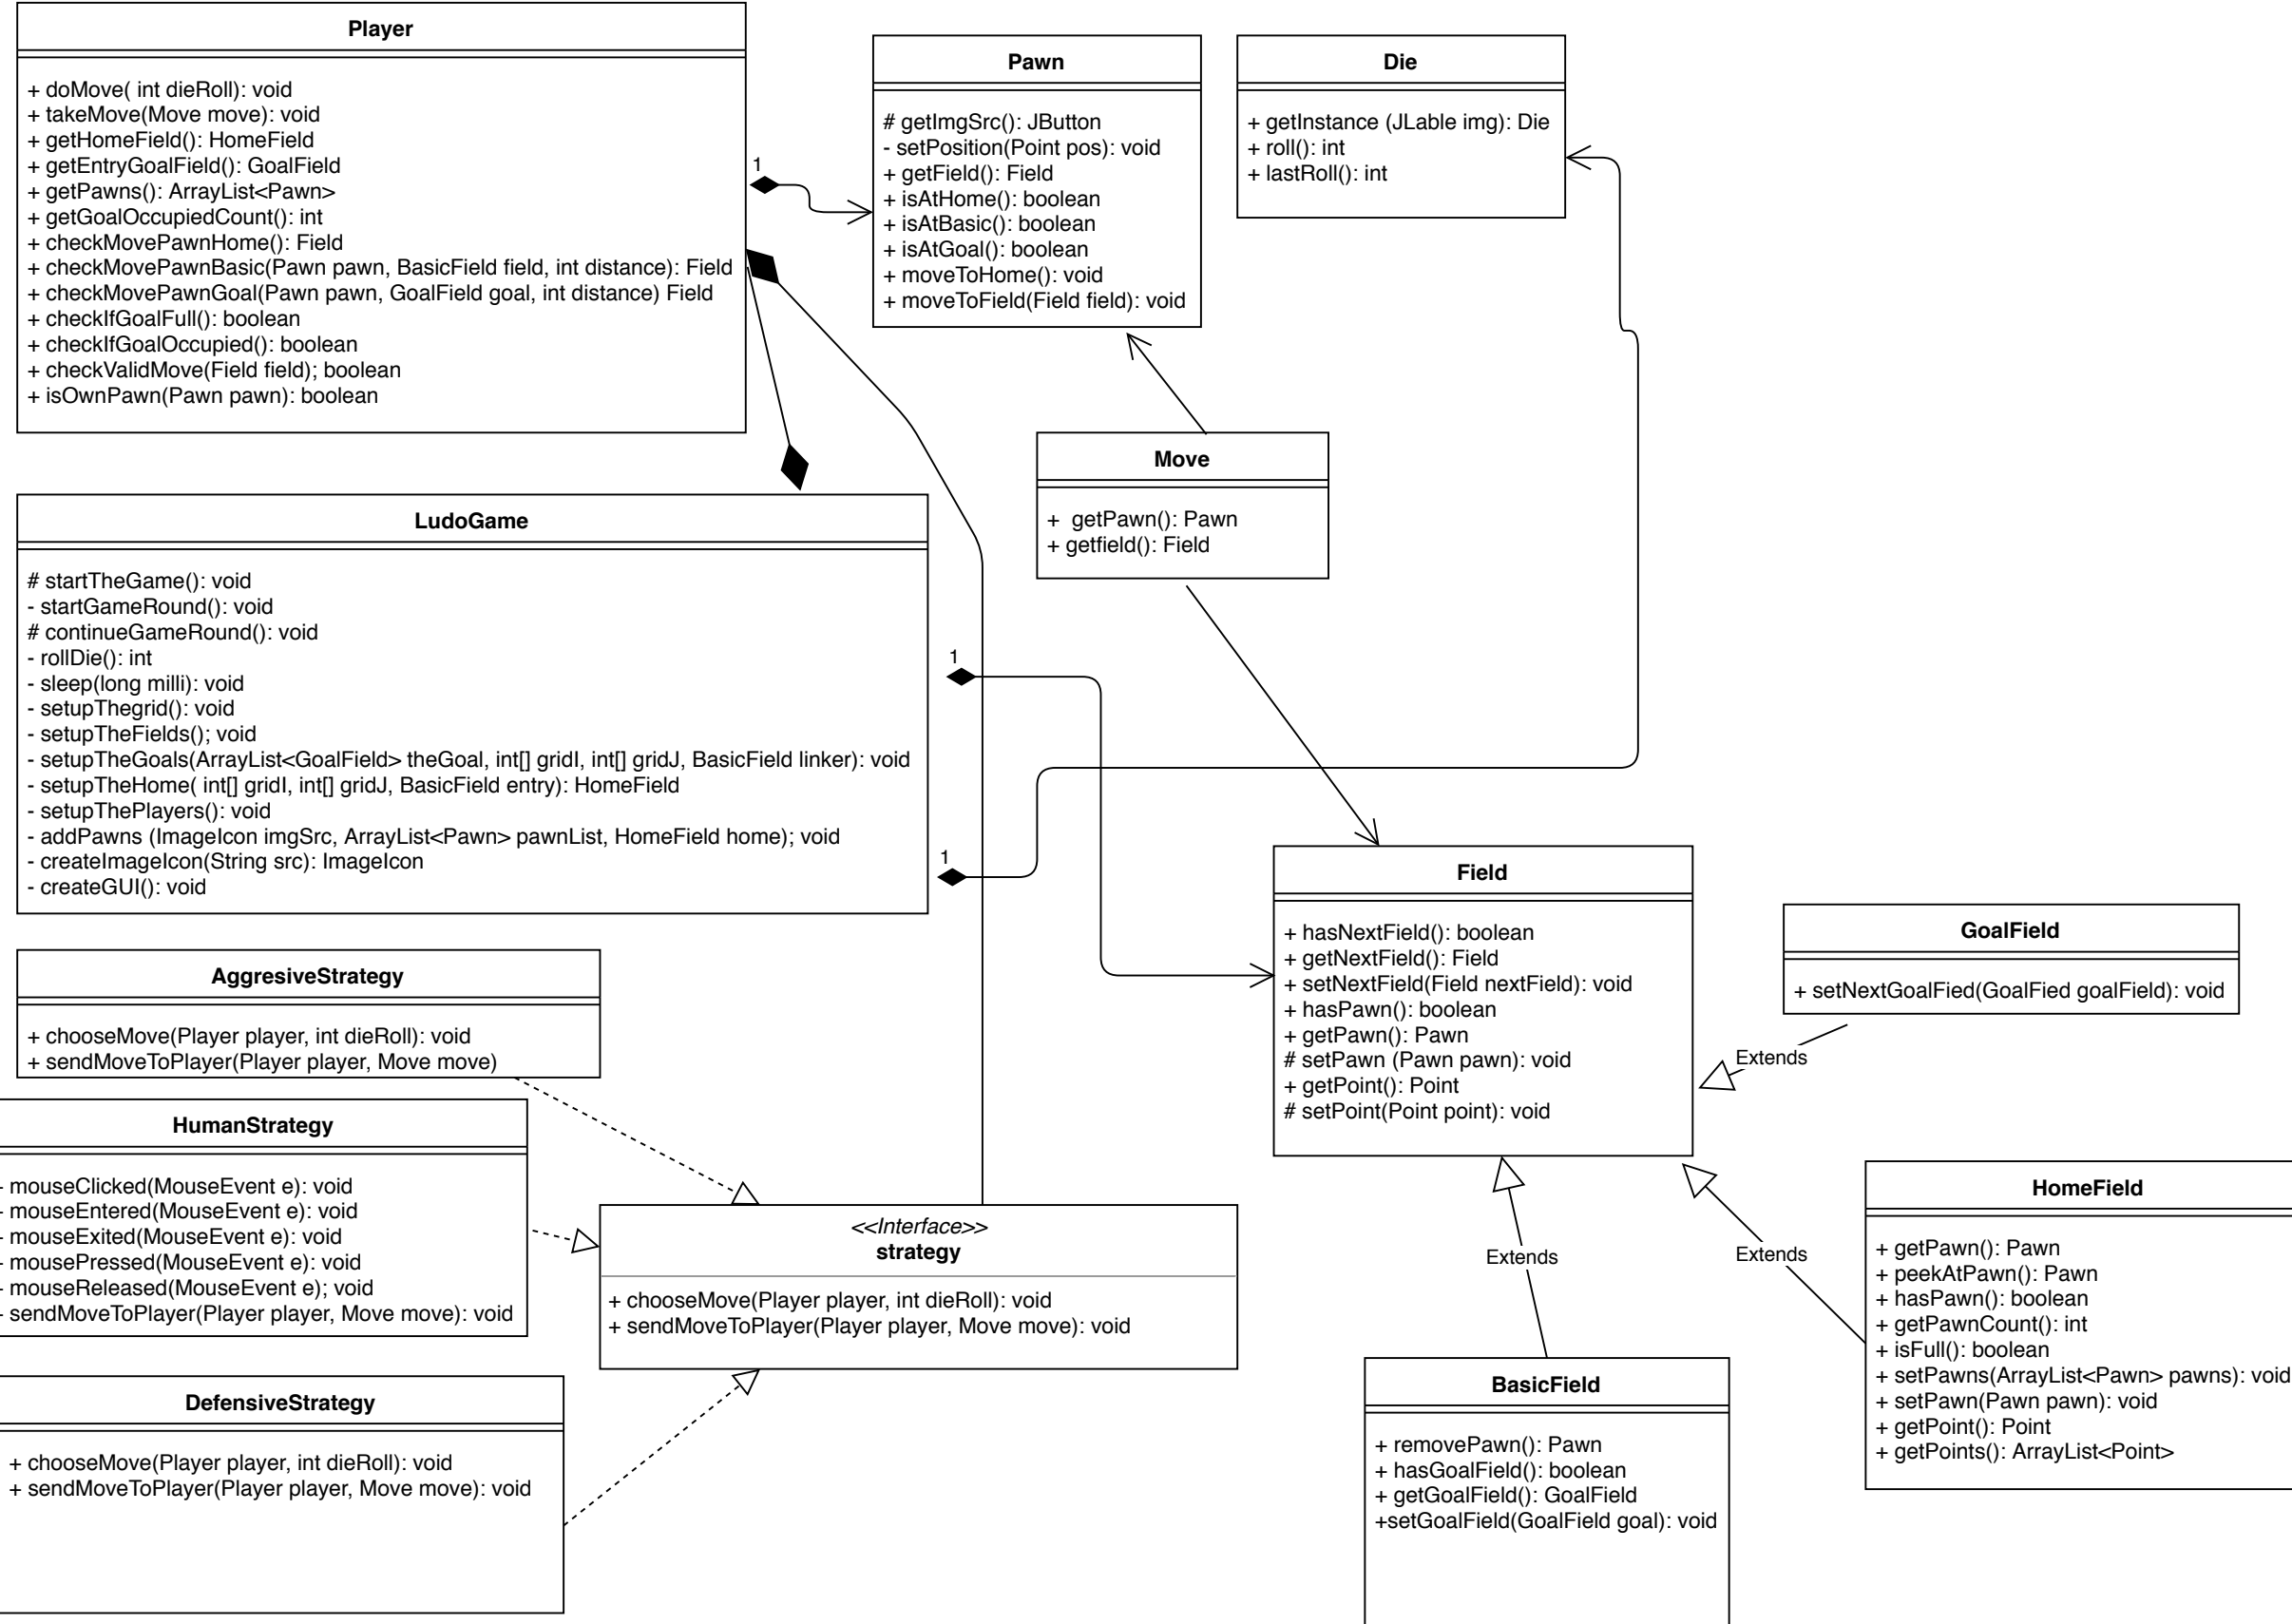 Player
+ doMove( int dieRoll): void
+ takeMove(Move move): void
+ getHomeField(): HomeField
+ getEntryGoalField(): GoalField
+ getPawns(): ArrayList<Pawn>
+ getGoalOccupiedCount(): int
+ checkMovePawnHome(): Field
+ checkMovePawnBasic(Pawn pawn, BasicField field, int distance): Field
+ checkMovePawnGoal(Pawn pawn, GoalField goal, int distance) Field
+ checkIfGoalFull(): boolean
+ checkIfGoalOccupied(): boolean
+ checkValidMove(Field field); boolean
+ isOwnPawn(Pawn pawn): boolean
1
Pawn
# getImgSrc(): JButton
- setPosition(Point pos): void
+ getField(): Field
+ isAtHome(): boolean
+ isAtBasic(): boolean
+ isAtGoal(): boolean
+ moveToHome(): void
+ moveToField(Field field): void
Die
+ getInstance (JLable img): Die
+ roll(): int
+ lastRoll(): int
Move
+  getPawn(): Pawn
+ getfield(): Field
LudoGame
# startTheGame(): void
- startGameRound(): void
# continueGameRound(): void
- rollDie(): int
- sleep(long milli): void
- setupThegrid(): void
- setupTheFields(); void
- setupTheGoals(ArrayList<GoalField> theGoal, int[] gridI, int[] gridJ, BasicField linker): void
- setupTheHome( int[] gridI, int[] gridJ, BasicField entry): HomeField
- setupThePlayers(): void
- addPawns (ImageIcon imgSrc, ArrayList<Pawn> pawnList, HomeField home); void
- createImageIcon(String src): ImageIcon
- createGUI(): void
1
1
Field
+ hasNextField(): boolean
+ getNextField(): Field
+ setNextField(Field nextField): void
+ hasPawn(): boolean
+ getPawn(): Pawn
# setPawn (Pawn pawn): void
+ getPoint(): Point
# setPoint(Point point): void
GoalField
+ setNextGoalFied(GoalFied goalField): void
Extends
AggresiveStrategy
+ chooseMove(Player player, int dieRoll): void
+ sendMoveToPlayer(Player player, Move move)
HumanStrategy
+ mouseClicked(MouseEvent e): void
+ mouseEntered(MouseEvent e): void
+ mouseExited(MouseEvent e): void
+ mousePressed(MouseEvent e): void
+ mouseReleased(MouseEvent e); void
+ sendMoveToPlayer(Player player, Move move): void
<<Interface>>
strategy
+ chooseMove(Player player, int dieRoll): void
+ sendMoveToPlayer(Player player, Move move): void
DefensiveStrategy
+ chooseMove(Player player, int dieRoll): void
+ sendMoveToPlayer(Player player, Move move): void
Extends
Extends
HomeField
+ getPawn(): Pawn
+ peekAtPawn(): Pawn
+ hasPawn(): boolean
+ getPawnCount(): int
+ isFull(): boolean
+ setPawns(ArrayList<Pawn> pawns): void
+ setPawn(Pawn pawn): void
+ getPoint(): Point
+ getPoints(): ArrayList<Point>
BasicField
+ removePawn(): Pawn
+ hasGoalField(): boolean
+ getGoalField(): GoalField
+setGoalField(GoalField goal): void